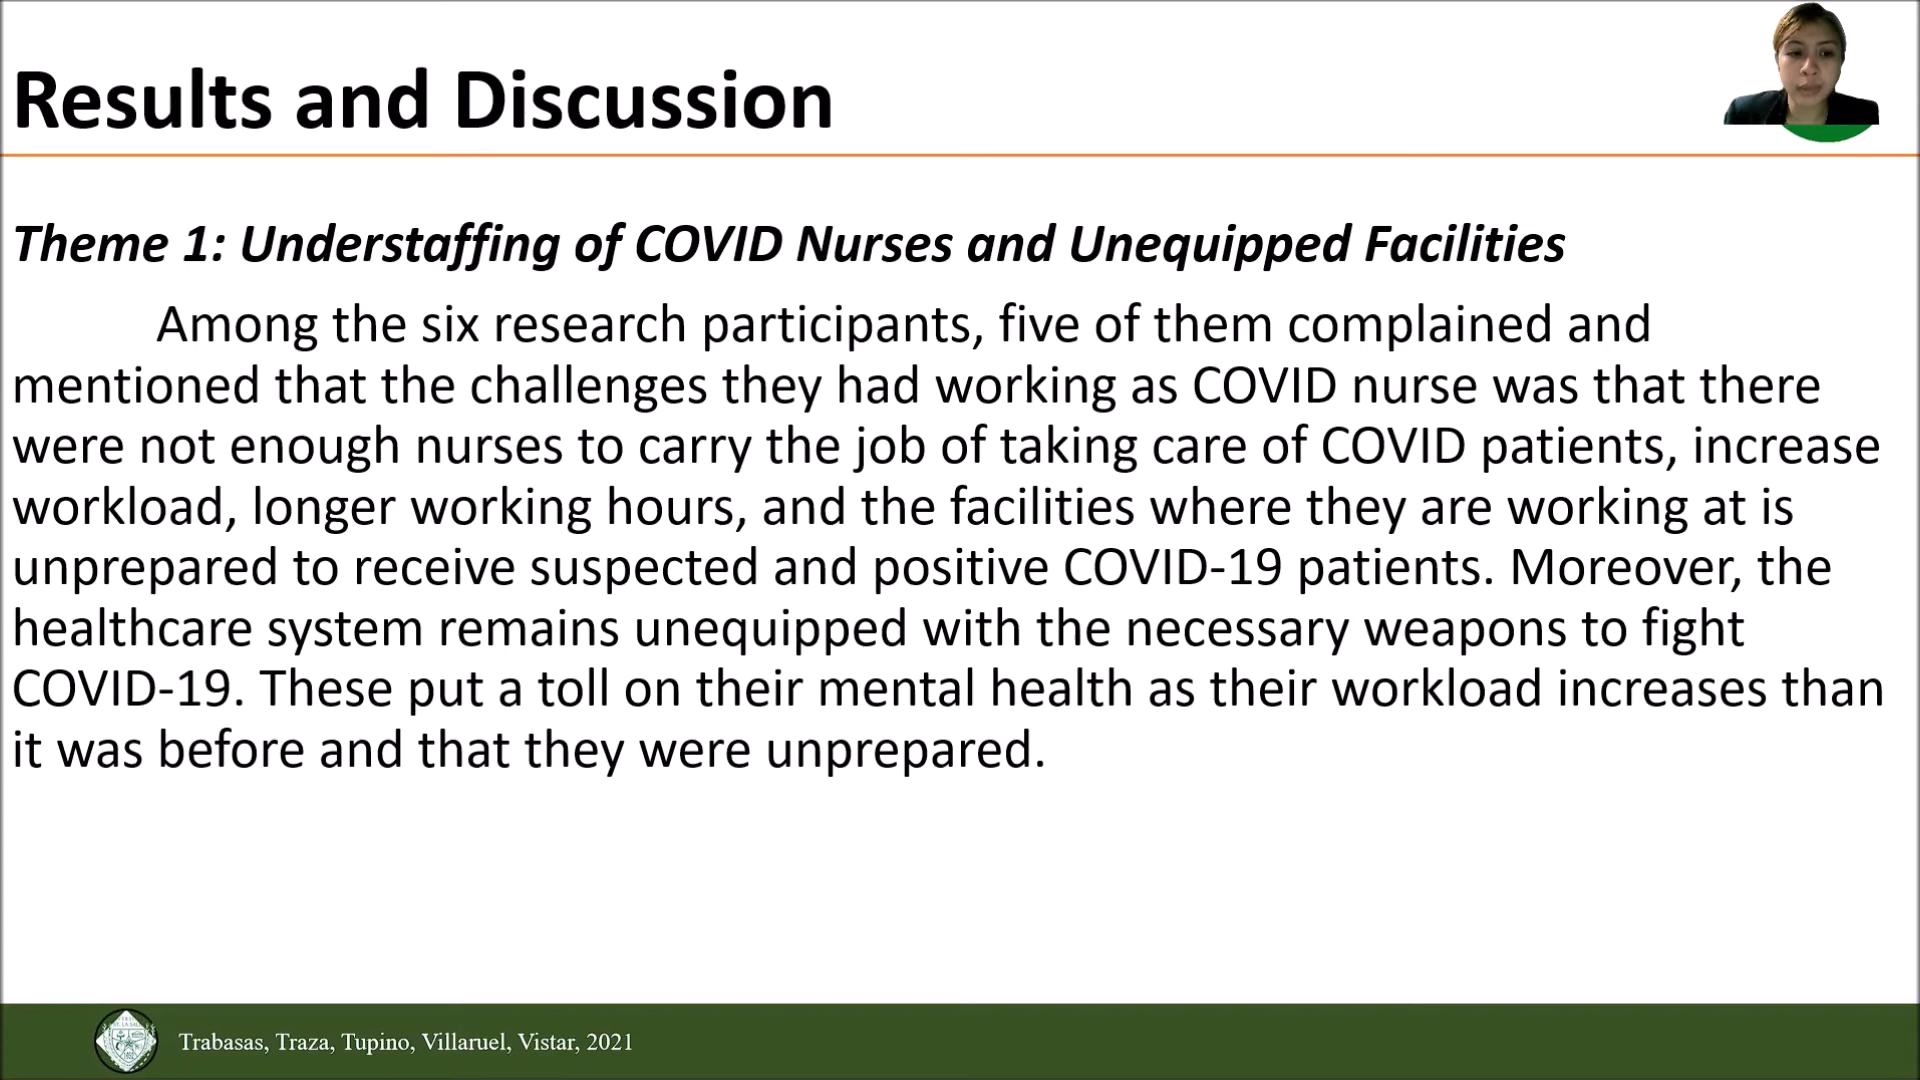 Results and Discussion
Theme 1: Understaffing of COVID Nurses and Unequipped Facilities
Among the six research participants, five of them complained and
mentioned that the challenges they had working as COVID nurse was that there
were not enough nurses to carry the job of taking care of COVID patients, increase
workload, longer working hours, and the facilities where they are working at is
unprepared to receive suspected and positive COVID-19 patients. Moreover, the
healthcare system remains unequipped with the necessary weapons to fight
COVID-19. These put a toll on their mental health as their workload increases than
it was before and that they were unprepared.
Trabasas, Traza, Tupino, Villaruel, Vistar, 2021